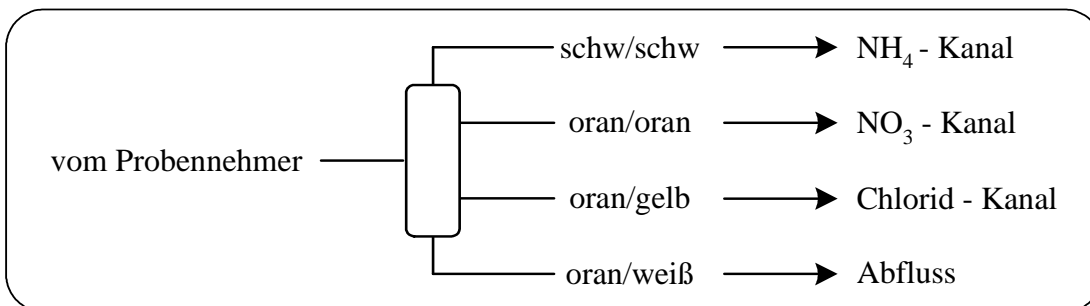 schw/schw NH₄ - Kanal
oran/oran NO₃ - Kanal
vom Probennehmer
oran/gelb Chlorid - Kanal
oran/weiß Abfluss